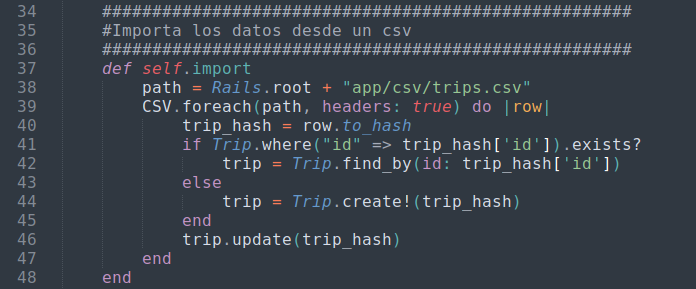 34 #####################################################
35 #Importa los datos desde un csv
36 #####################################################
37 def self.import
38 path = Rails.root + "app/csv/trips.csv"
39 CSV.foreach(path, headers: true) do |row|
40 trip_hash = row.to_hash
41 if Trip.where("id" => trip_hash['id']).exists?
42 trip = Trip.find_by(id: trip_hash['id'])
43 else
44 trip = Trip.create!(trip_hash)
45 end
46 trip.update(trip_hash)
47 end
48 end